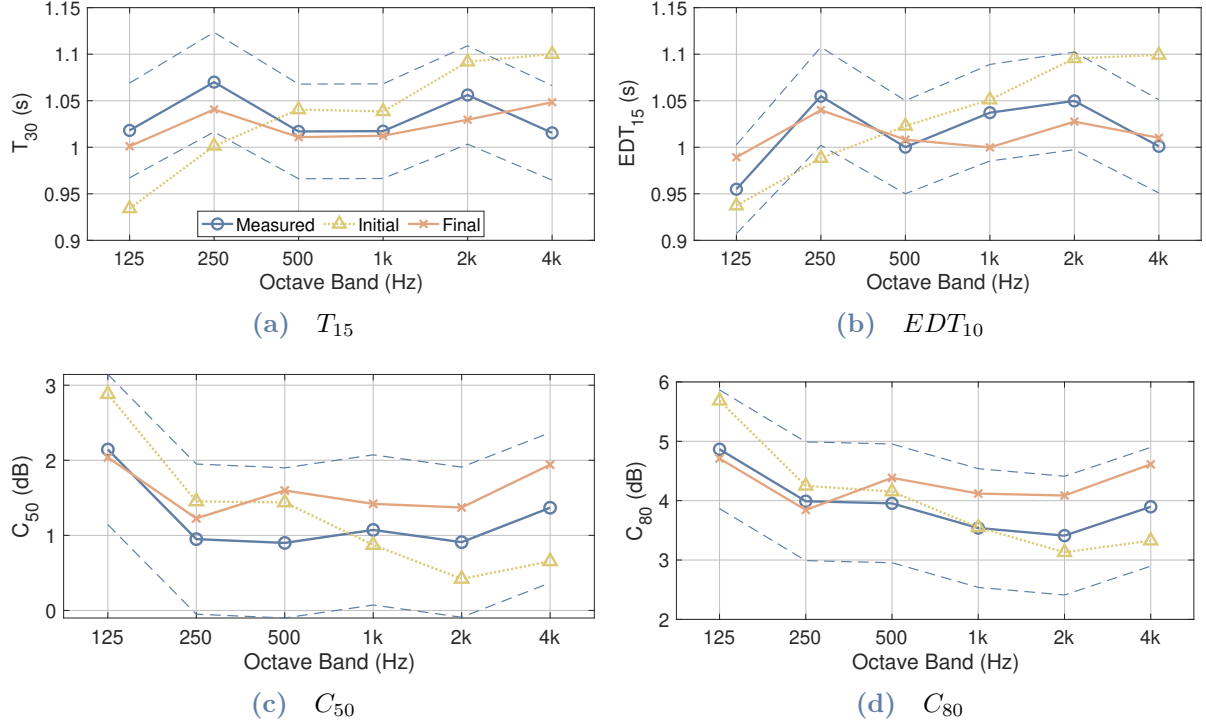 1.15
1.1
1.05
1
0.95
0.9
T30 (s)
Measured Initial Final
125 250 500 1k 2k 4k
Octave Band (Hz)
(a) T15
1.15
1.1
1.05
1
0.95
0.9
EDT15 (s)
125 250 500 1k 2k 4k
Octave Band (Hz)
(b) EDT10
3
2
1
0
C50 (dB)
125 250 500 1k 2k 4k
Octave Band (Hz)
(c) C50
6
5
4
3
2
C80 (dB)
125 250 500 1k 2k 4k
Octave Band (Hz)
(d) C80